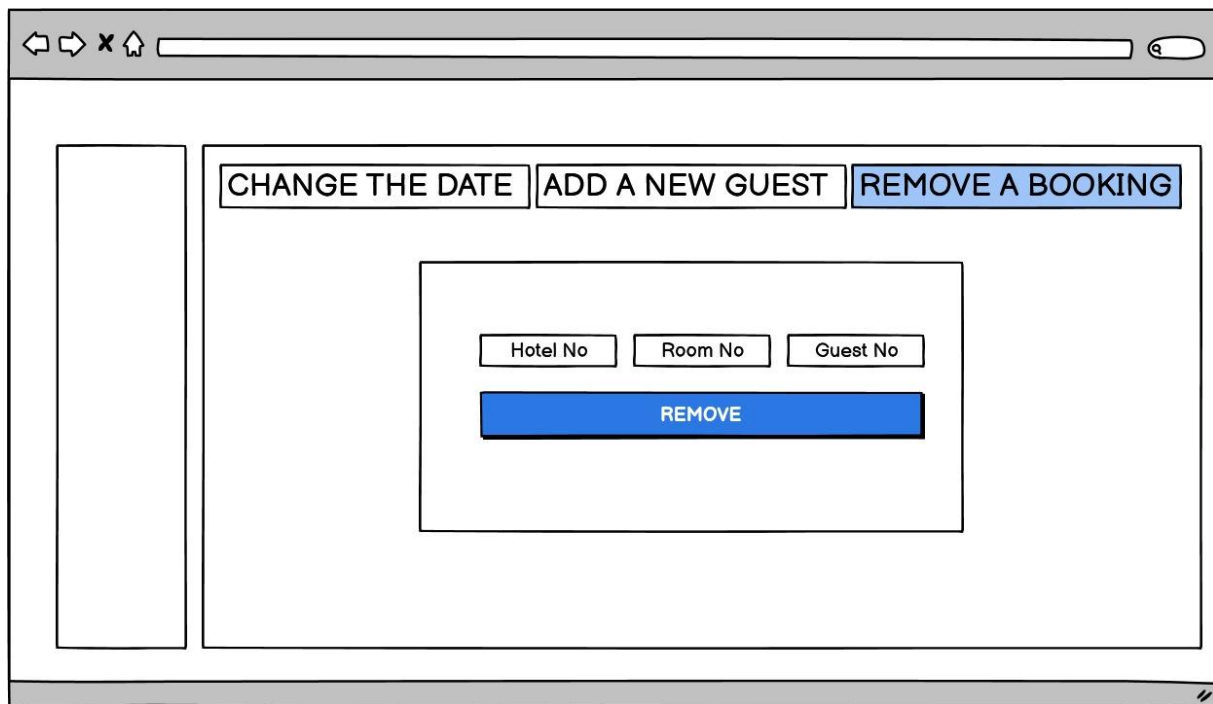 CHANGE THE DATE ADD A NEW GUEST REMOVE A BOOKING
Hotel No Room No Guest No
REMOVE